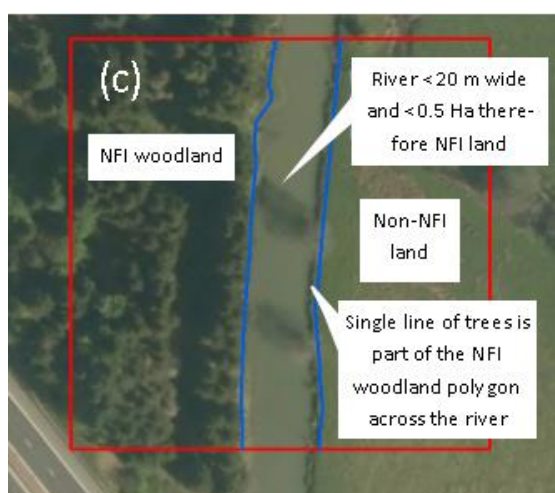 (c)
River <20 m wide
and <0.5 Ha there-
fore NFI land
NFI woodland
Non-NFI
land
Single line of trees is
part of the NFI
woodland polygon
across the river